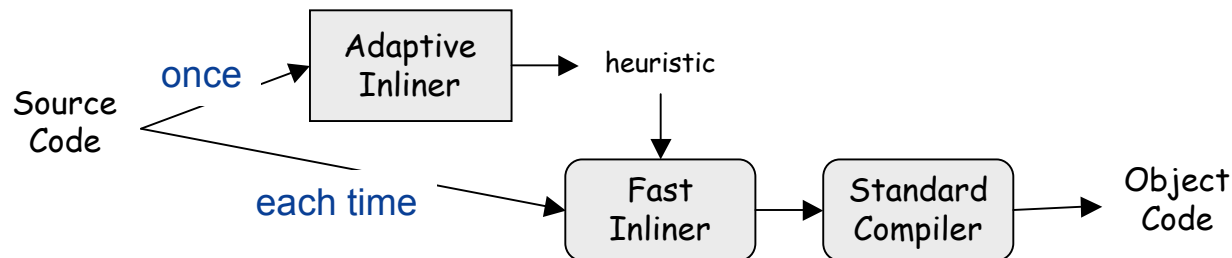 Source
Code
once
Adaptive
Inliner
heuristic
each time
Fast
Inliner
Standard
Compiler
Object
Code